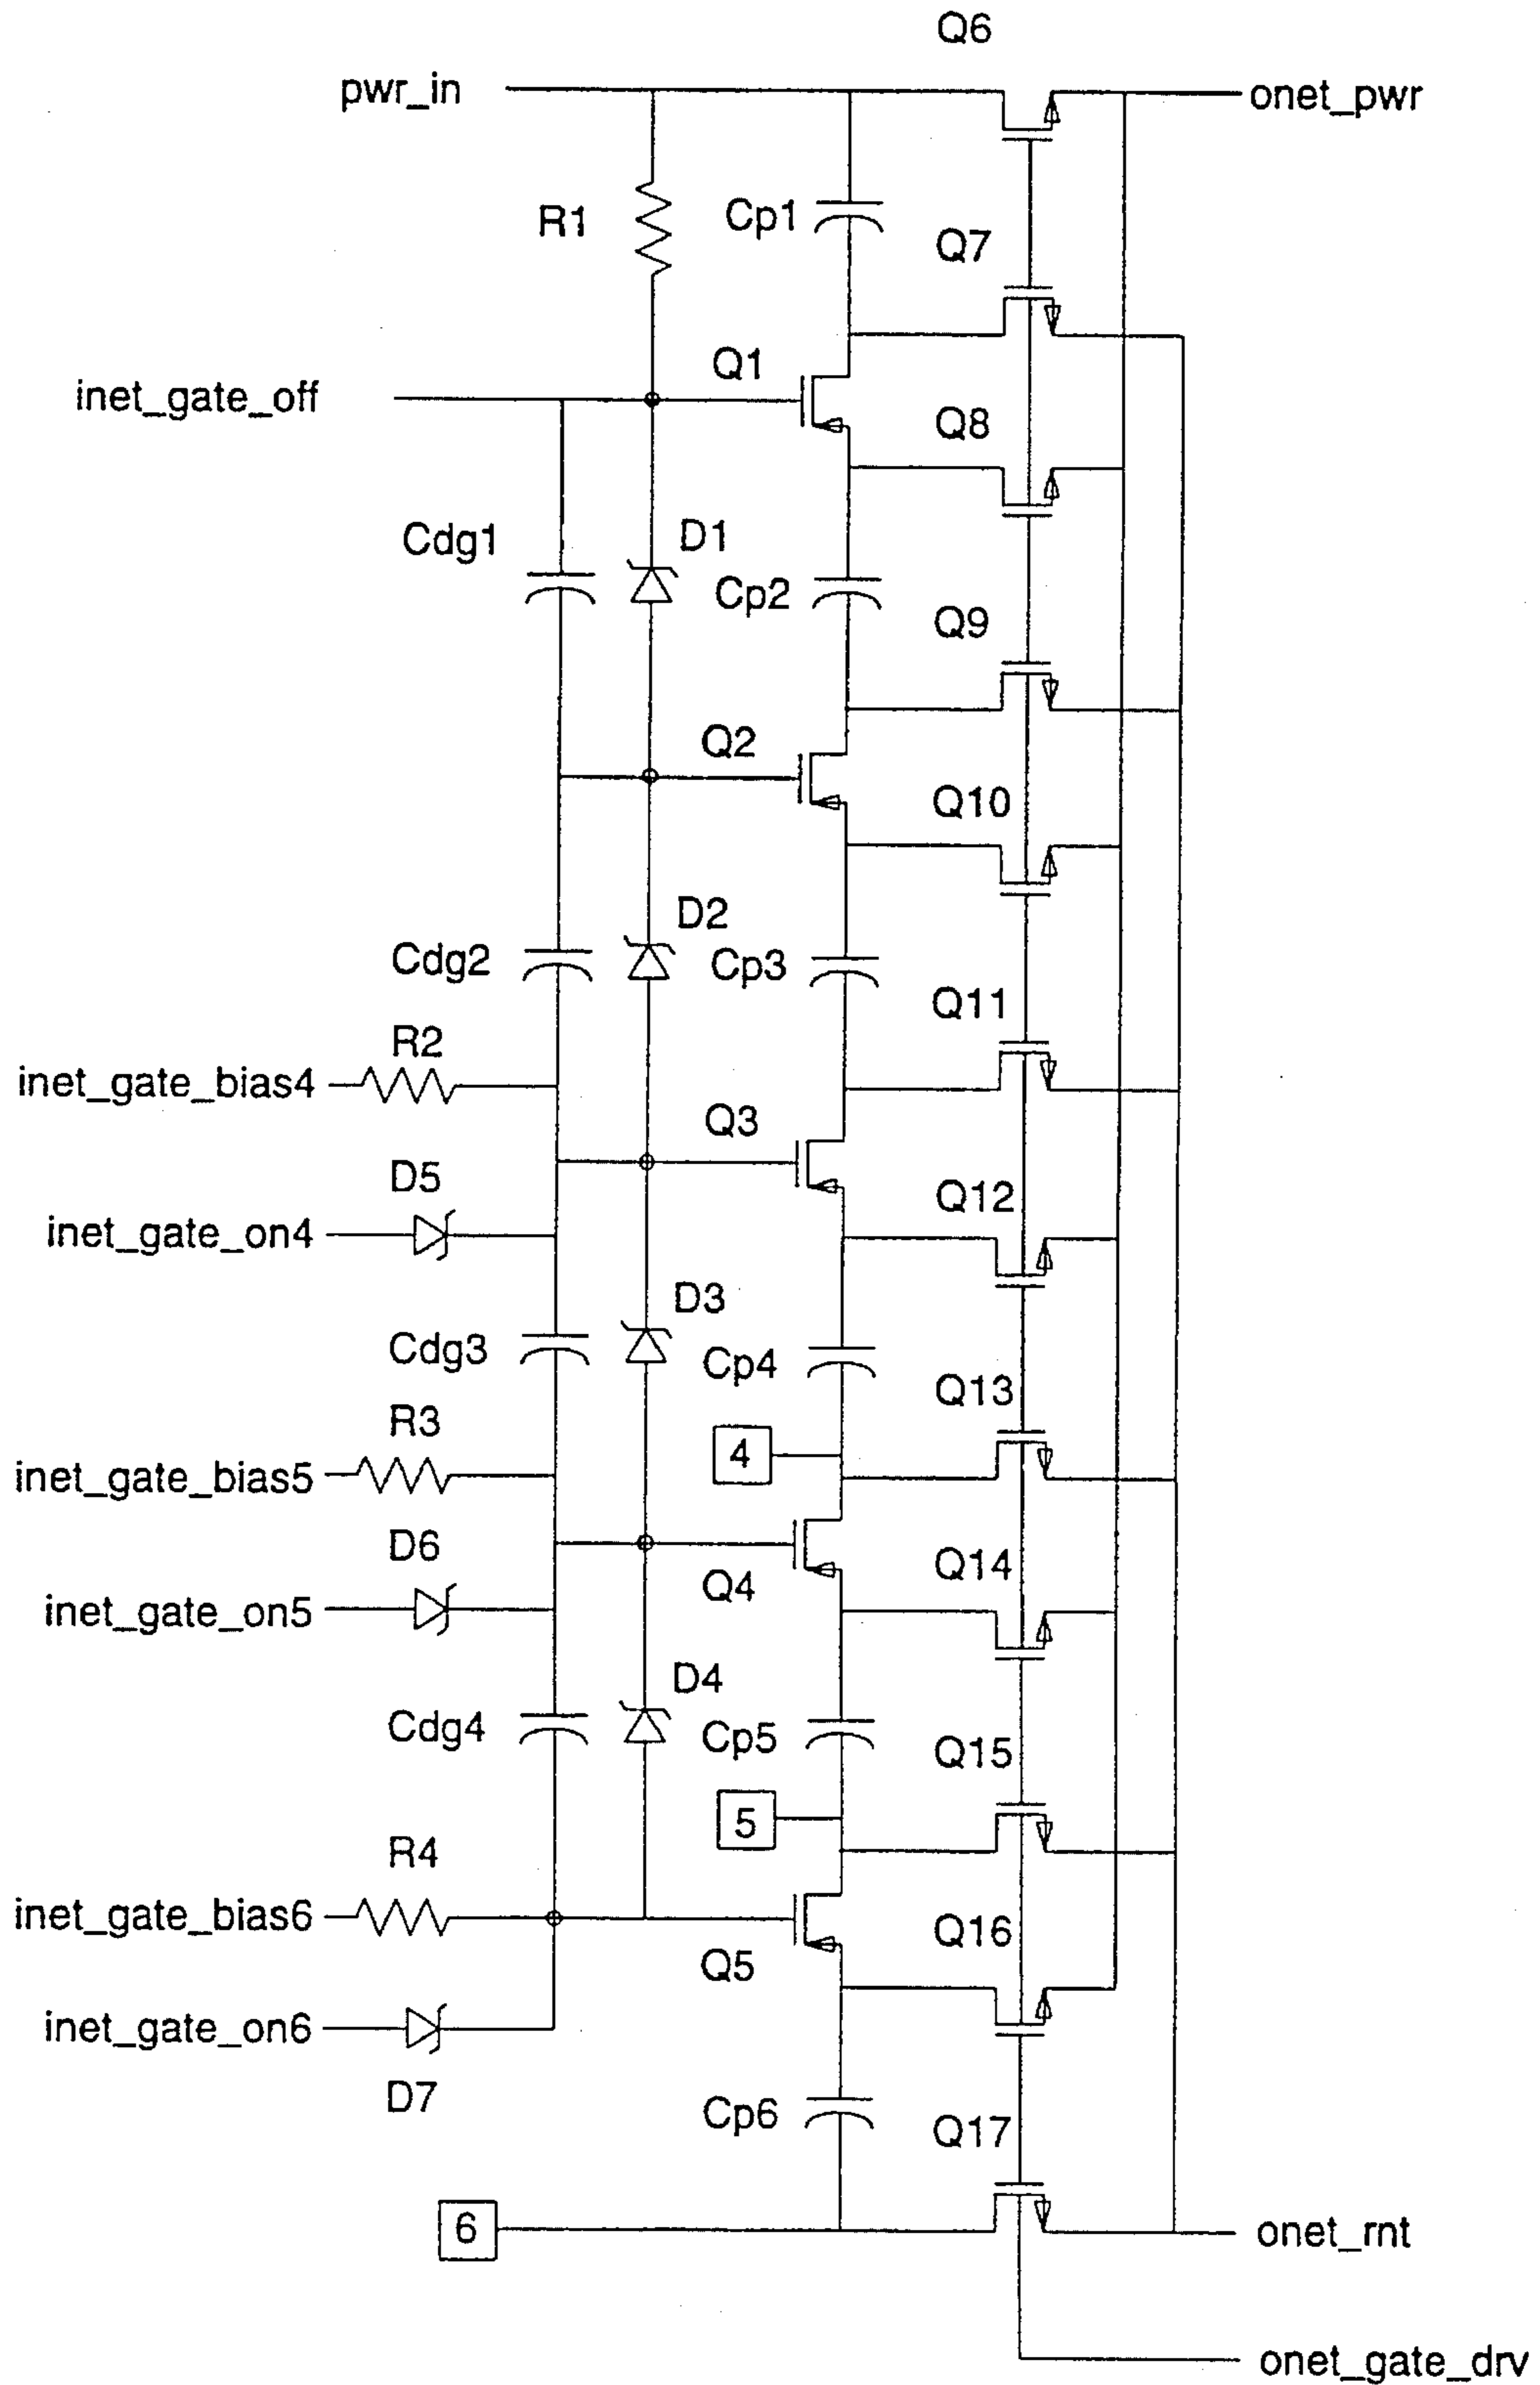 Q6
pwr_in
onet_pwr
R1
Cp1
Q7
Q1
inet_gate_off
Q8
Cdg1
D1
Cp2
Q9
Q2
Q10
D2
Cdg2
Cp3
Q11
R2
inet_gate_bias4
Q3
D5
Q12
inet_gate_on4
D3
Cdg3
Cp4
Q13
R3
4
inet_gate_bias5
D6
Q14
Q4
inet_gate_on5
D4
Cdg4
Cp5
Q15
5
R4
inet_gate_bias6
Q16
Q5
inet_gate_on6
D7
Cp6
Q17
6
onet_rnt
onet_gate_drv